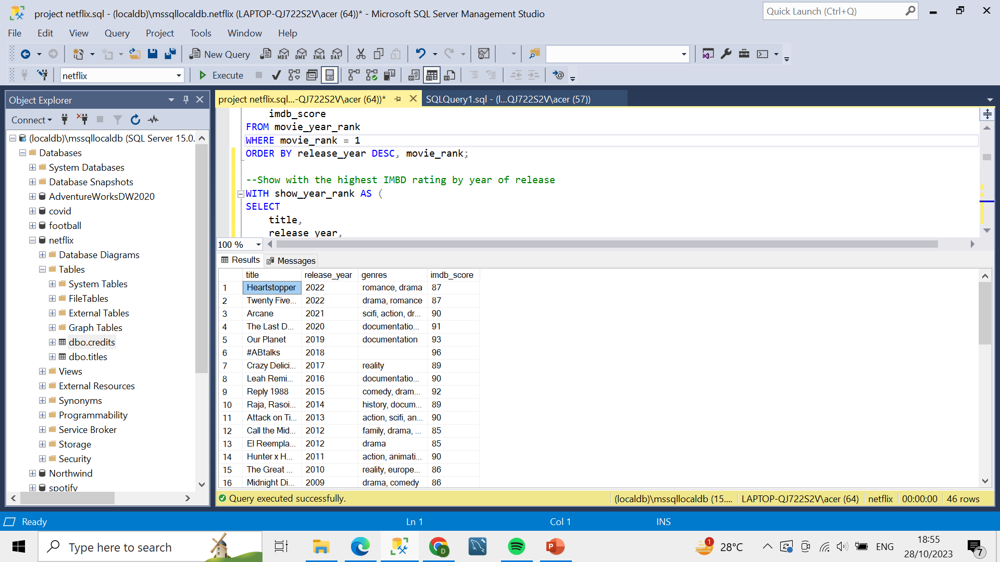 project netflix.sql - (localdb)\mssqllocaldb.netflix (LAPTOP-QJ722S2V\acer (64))* - Microsoft SQL Server Management Studio
Quick Launch (Ctrl+Q)
File Edit View Query Project Tools Window Help
New Query MDX DMX XMLA DAX
netflix Execute
Object Explorer
project netflix.sql...-QJ722S2V\acer (64))* SQLQuery1.sql - (l...QJ722S2V\acer (57))
Connect
(localdb)\mssqllocaldb (SQL Server 15.0.
Databases
System Databases
Database Snapshots
AdventureWorksDW2020
covid
football
netflix
Database Diagrams
Tables
System Tables
FileTables
External Tables
Graph Tables
dbo.credits
dbo.titles
Views
External Resources
Synonyms
Programmability
Service Broker
Storage
Security
Northwind
spotify
imdb_score
FROM movie_year_rank
WHERE movie_rank = 1
ORDER BY release_year DESC, movie_rank;
--Show with the highest IMBD rating by year of release
WITH show_year_rank AS (
SELECT
title,
release_year,
100 %
Results Messages
title release_year genres imdb_score
1 Heartstopper 2022 romance, drama 87
2 Twenty Five... 2022 drama, romance 87
3 Arcane 2021 scifi, action, dr... 90
4 The Last D... 2020 documentatio... 91
5 Our Planet 2019 documentation 93
6 #ABtalks 2018 96
7 Crazy Delici... 2017 reality 89
8 Leah Remi... 2016 documentatio... 90
9 Reply 1988 2015 comedy, dram... 92
10 Raja, Rasoi... 2014 history, docum... 89
11 Attack on Ti... 2013 action, scifi, an... 90
12 Call the Mid... 2012 family, drama, ... 85
13 El Reempla... 2012 drama 85
14 Hunter x H... 2011 action, animati... 90
15 The Great ... 2010 reality, europe... 86
16 Midnight Di... 2009 drama, comedy 86
Query executed successfully. (localdb)\mssqllocaldb (15.... LAPTOP-QJ722S2V\acer (64) netflix 00:00:00 46 rows
Ready Ln 1 Col 1 INS
Type here to search
D
1
28°C
ENG
18:55
28/10/2023
7